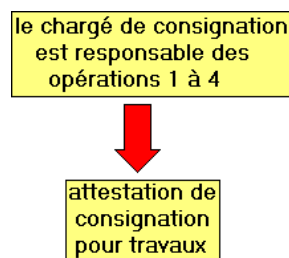 le chargé de consignation
est responsable des
opérations 1 à 4
attestation de
consignation
pour travaux